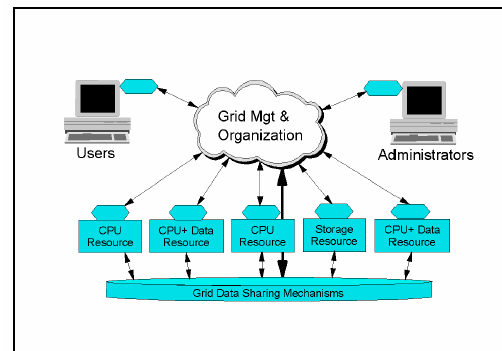 Grid Mgt &
Organization
Users
Administrators
CPU
Resource
CPU+ Data
Resource
CPU
Resource
Storage
Resource
CPU+ Data
Resource
Grid Data Sharing Mechanisms